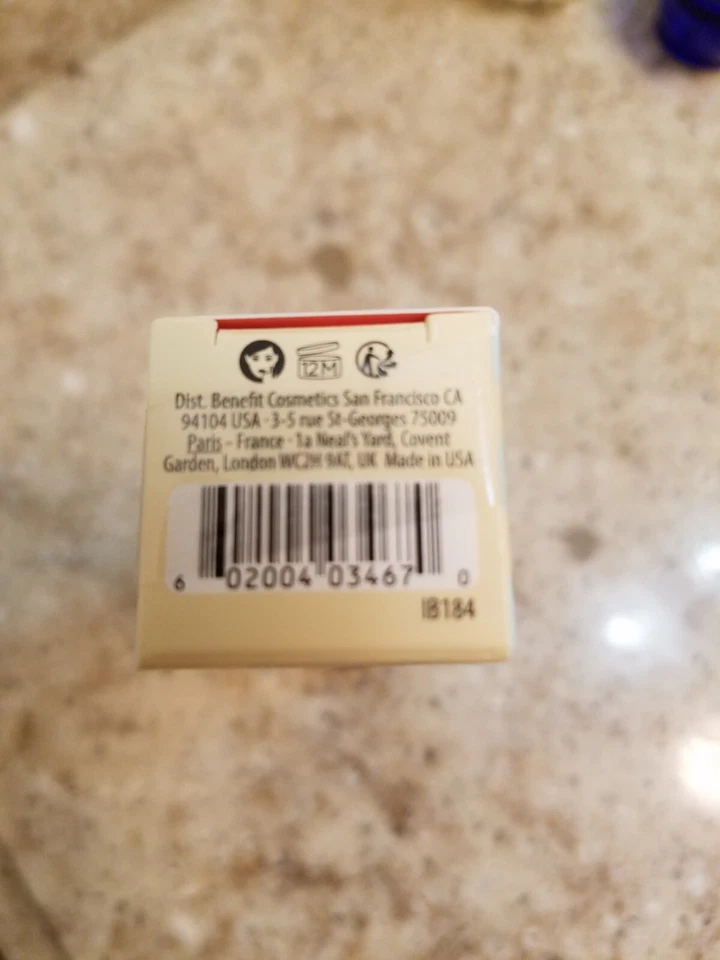 12M
Dist. Benefit Cosmetics San Francisco CA
94104 USA · 3-5 rue St-Georges 75009
Paris - France · 1a Neal's Yard, Covent
Garden, London WC2H 9AT, UK Made in USA
6 02004 03467 0
IB184